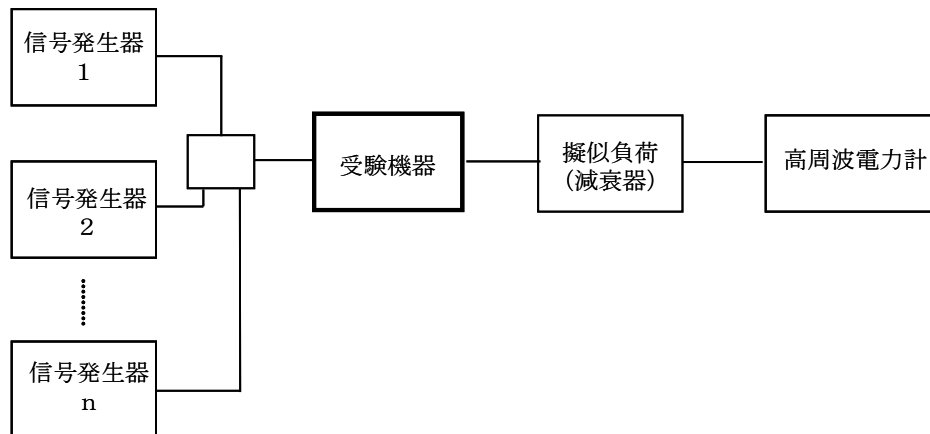 信号発生器
1
信号発生器
2
信号発生器
n
受験機器
擬似負荷
(減衰器)
高周波電力計